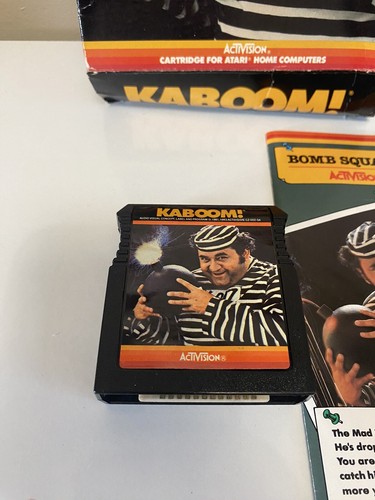 ACTIVISION®
CARTRIDGE FOR ATARI® HOME COMPUTERS
KABOOM!
BOMB SQUA
ACTIVISIO
KABOOM!
ACTIVISION®
The Mad
He's drop
You are
catch h
more